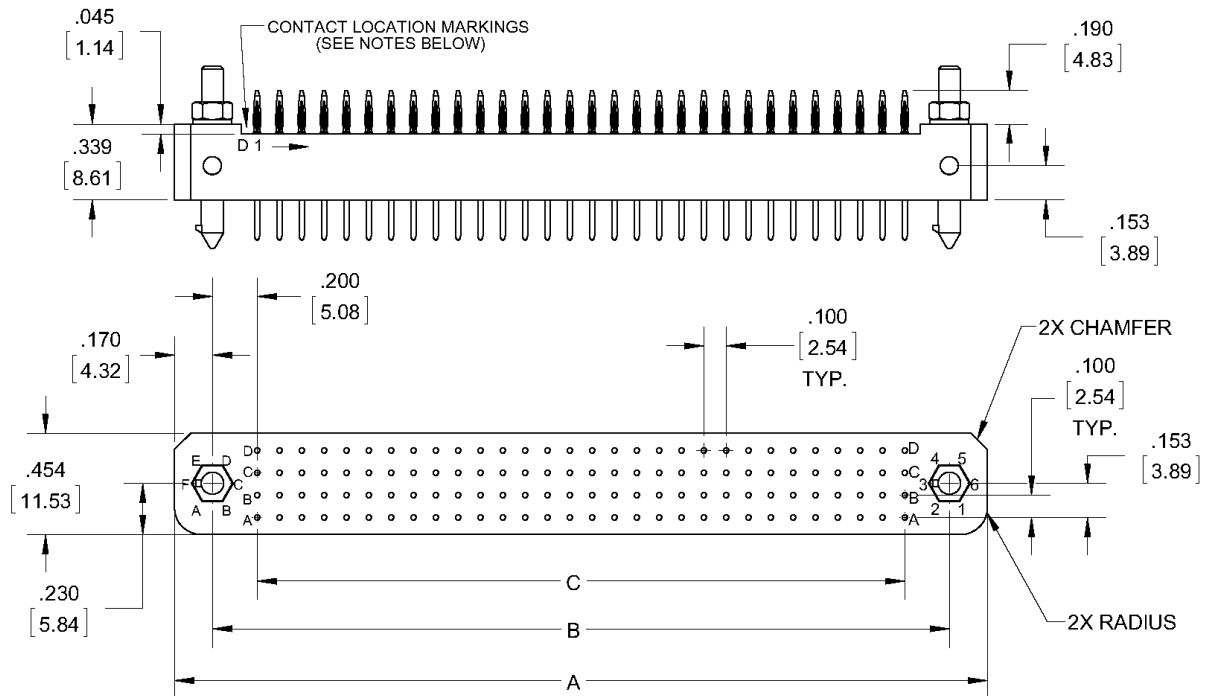 .045
[1.14]
CONTACT LOCATION MARKINGS
(SEE NOTES BELOW)
.190
[4.83]
.339
[8.61]
D 1
.153
[3.89]
.200
[5.08]
.170
[4.32]
.100
[2.54]
TYP.
2X CHAMFER
.100
[2.54]
TYP.
.153
[3.89]
.454
[11.53]
E D
F C
A B
D
C
B
A
D
C
B
A
4 5
3 6
2 1
.230
[5.84]
C
B
2X RADIUS
A